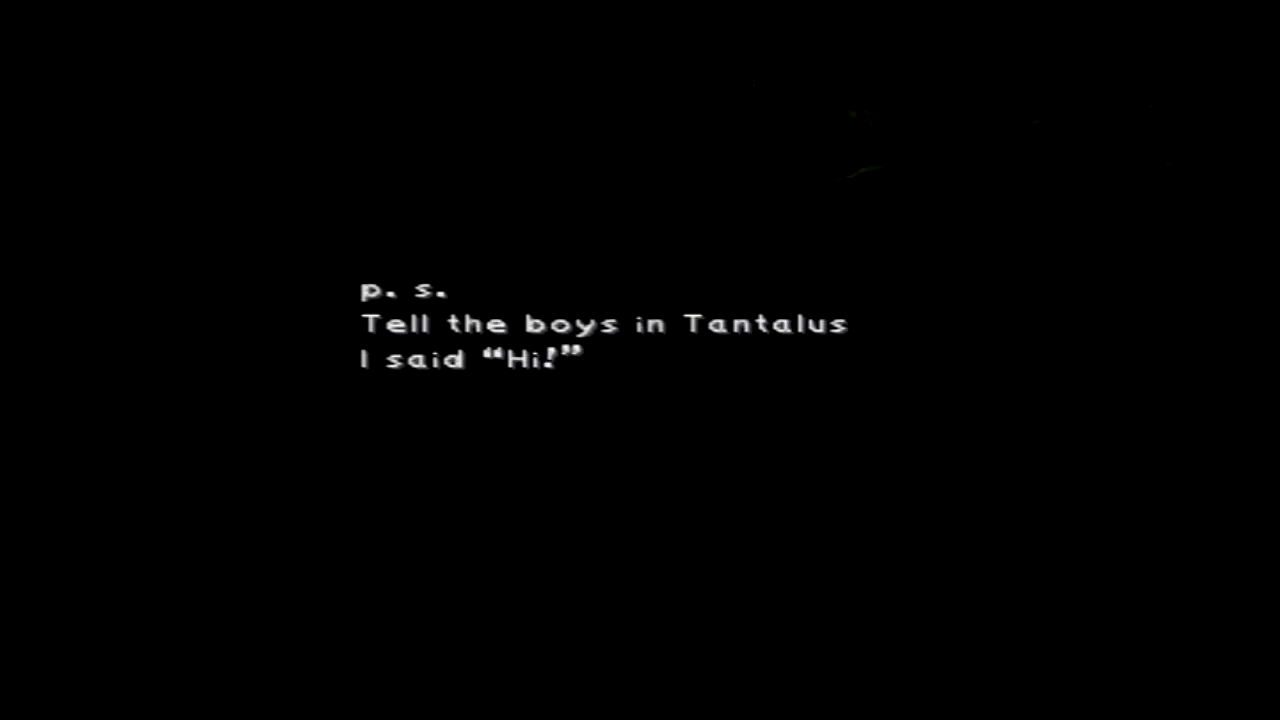 p. s.
Tell the boys in Tantalus
I said “Hi!”